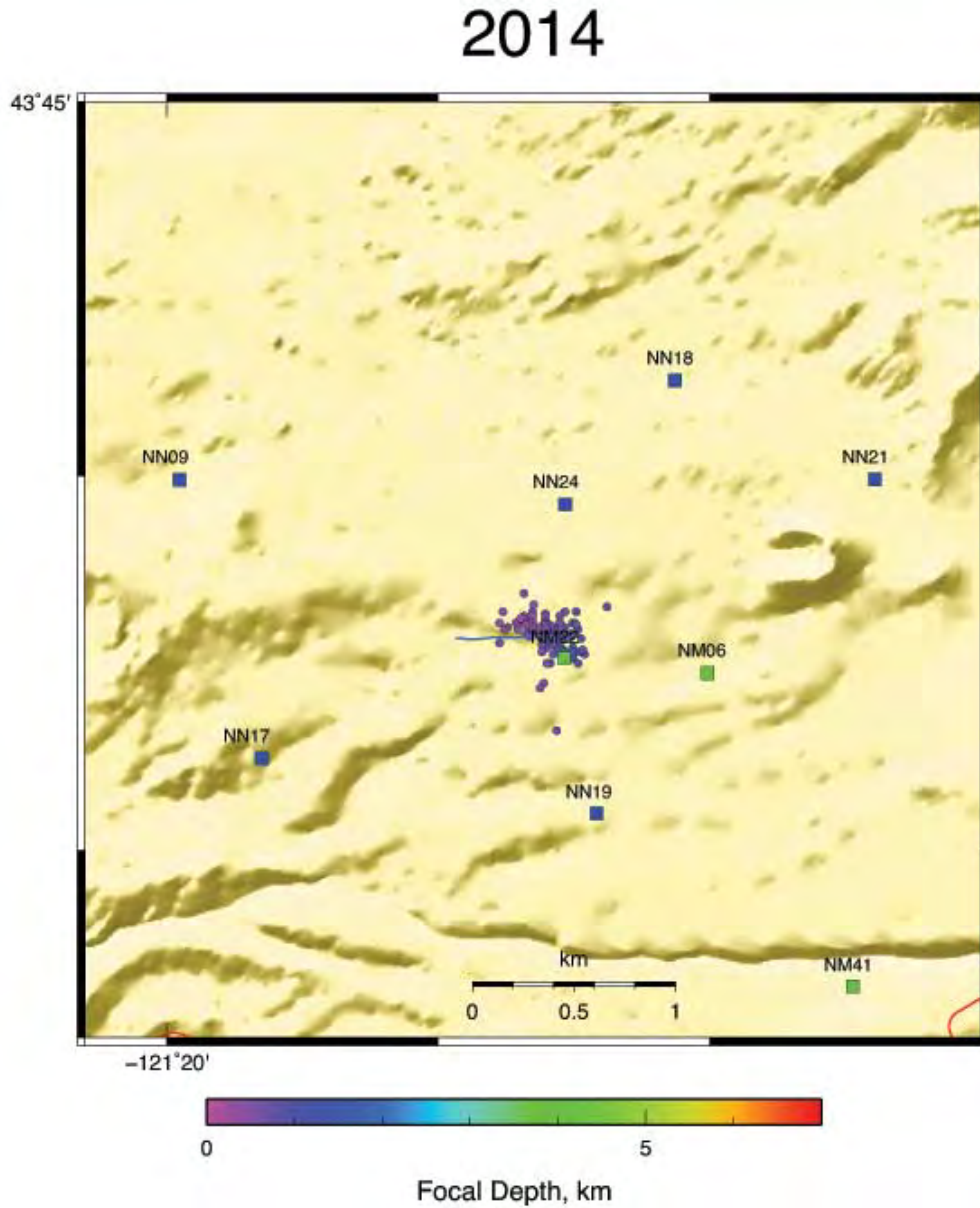 2014
43°45'
NN18
NN09
NN21
NN24
NM22
NM06
NN17
NN19
km
NM41
0 0.5 1
−121°20'
0 5
Focal Depth, km